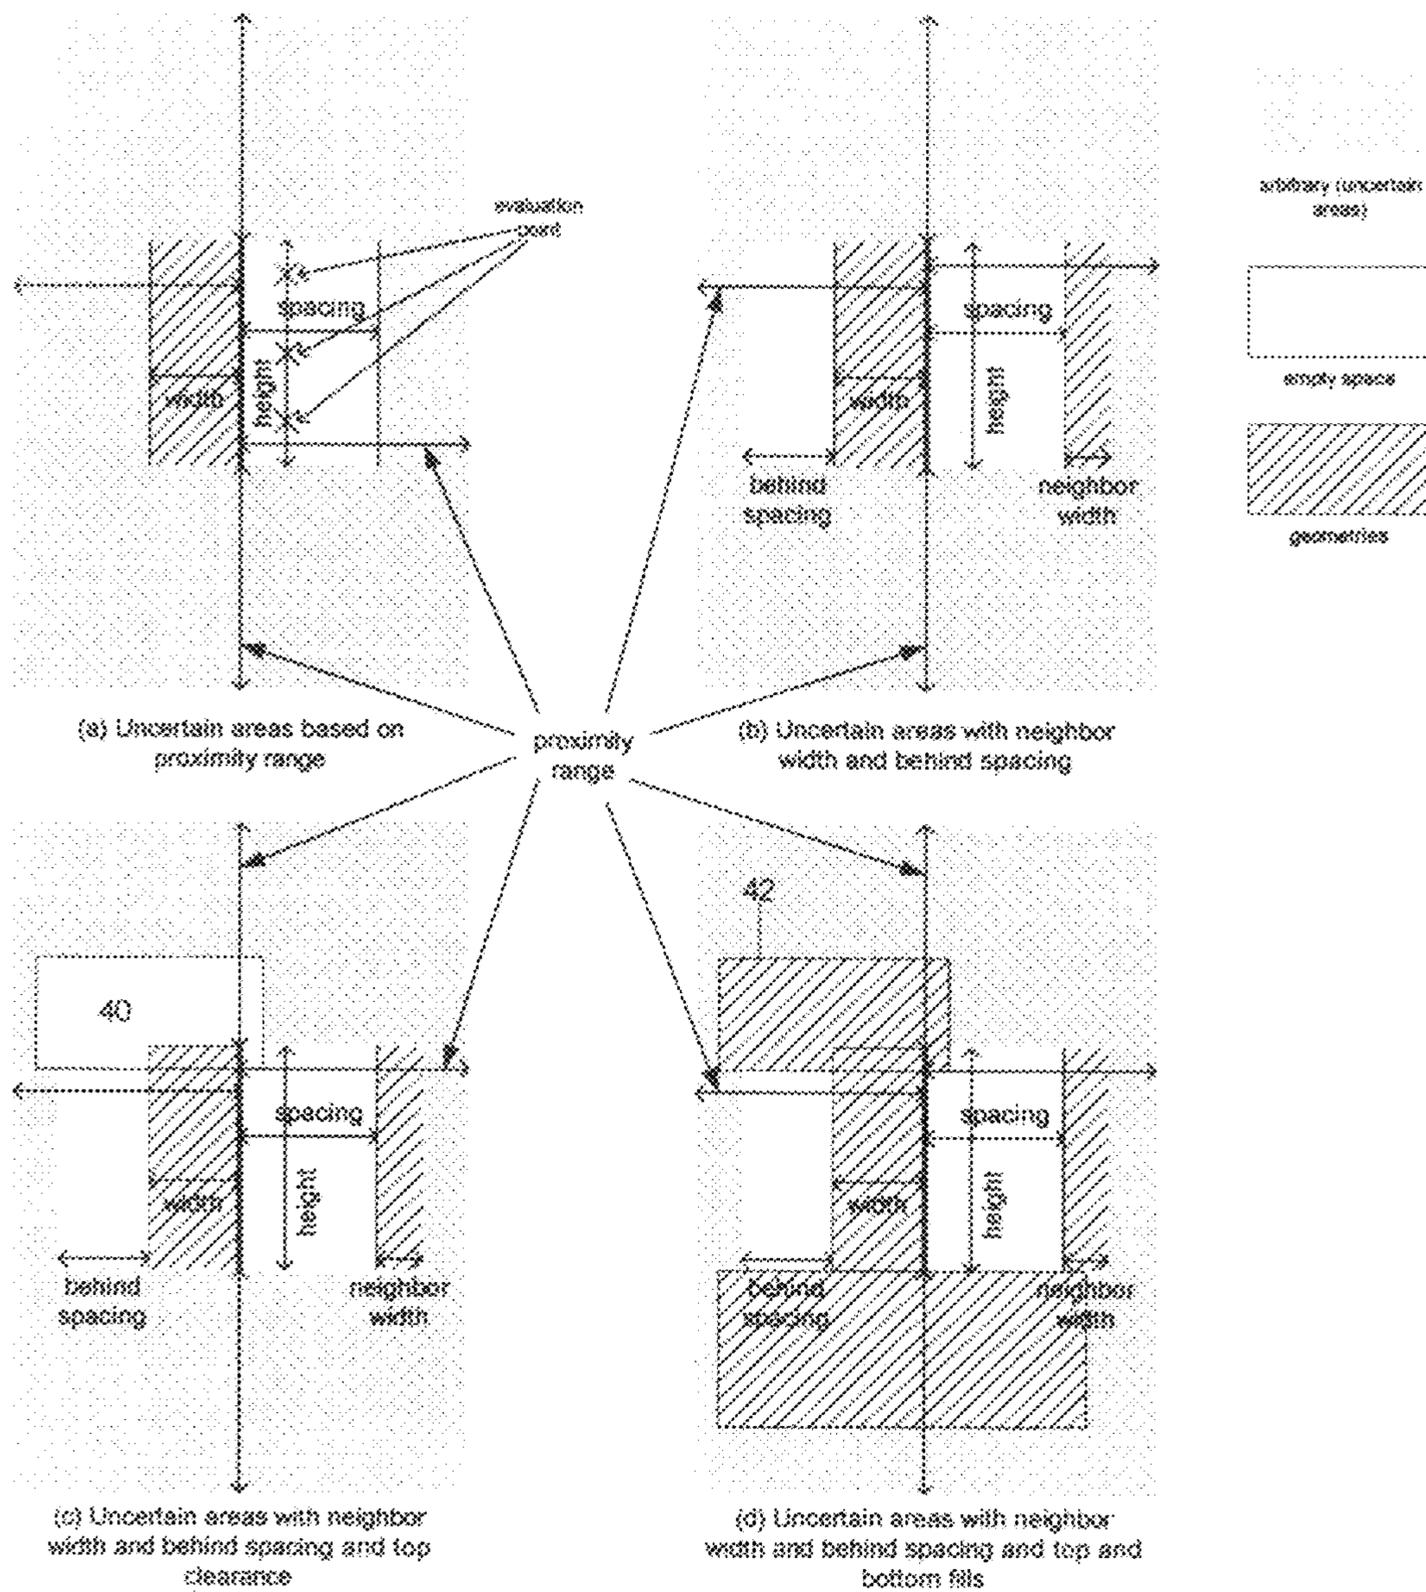 evaluation
point
spacing
height
width
(a) Uncertain areas based on
proximity range
spacing
height
width
behind
spacing
neighbor
width
(b) Uncertain areas with neighbor
width and behind spacing
arbitrary (uncertain
areas)
empty space
geometries
proximity
range
40
spacing
height
width
behind
spacing
neighbor
width
(c) Uncertain areas with neighbor
width and behind spacing and top
clearance
42
spacing
height
width
behind
spacing
neighbor
width
(d) Uncertain areas with neighbor
width and behind spacing and top and
bottom fills